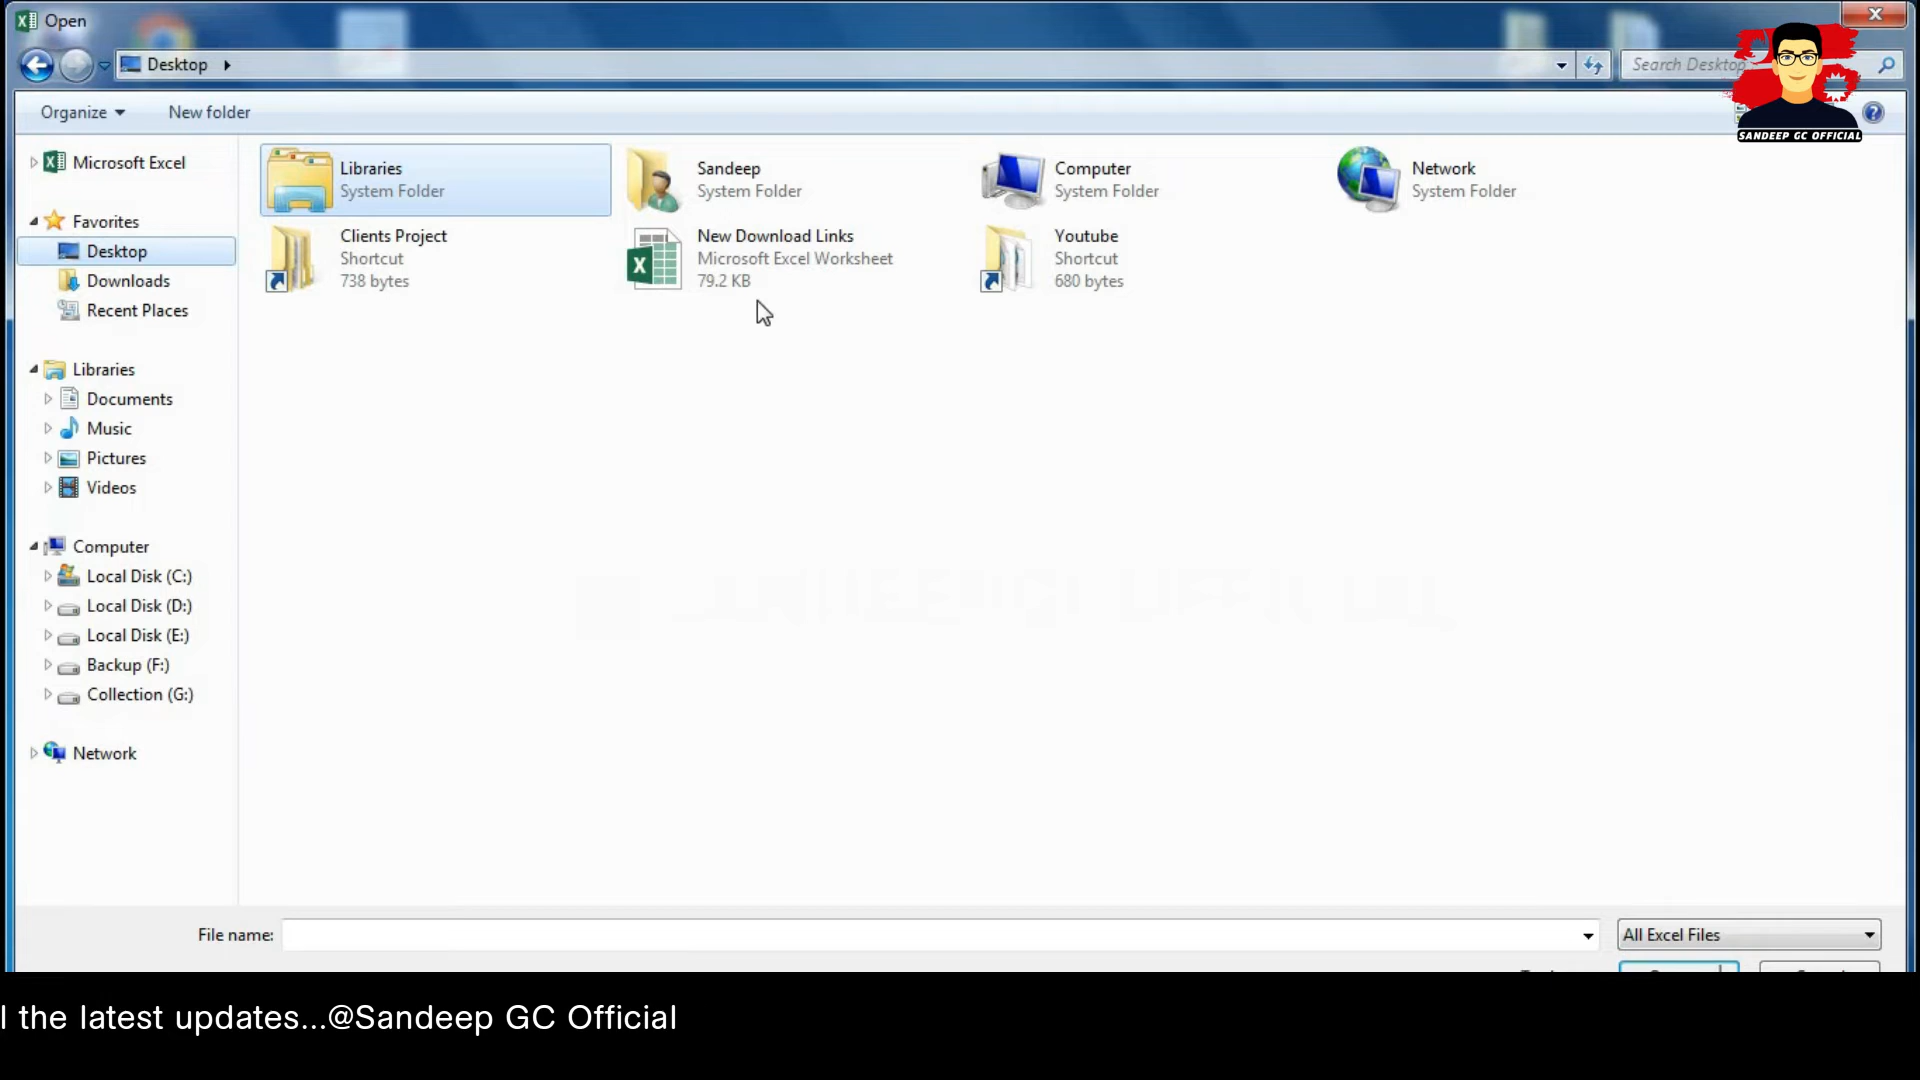 Open
Desktop
Search Desktop
SANDEEP GC OFFICIAL
Organize
New folder
Microsoft Excel
Favorites
Desktop
Downloads
Recent Places
Libraries
Documents
Music
Pictures
Videos
Computer
Local Disk (C:)
Local Disk (D:)
Local Disk (E:)
Backup (F:)
Collection (G:)
Network
Libraries
System Folder
Sandeep
System Folder
Computer
System Folder
Network
System Folder
Clients Project
Shortcut
738 bytes
New Download Links
Microsoft Excel Worksheet
79.2 KB
Youtube
Shortcut
680 bytes
File name:
All Excel Files
l the latest updates...@Sandeep GC Official